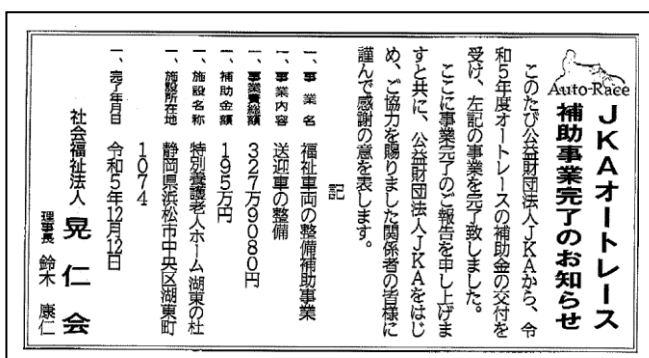 Auto-Race
JKAオートレース
補助事業完了のお知らせ
このたび公益財団法人JKAから、令
和5年度オートレースの補助金の交付を
受け、左記の事業を完了致しました。
ここに事業完了のご報告を申し上げま
すと共に、公益財団法人JKAをはじ
め、ご協力を賜りました関係者の皆様に
謹んで感謝の意を表します。
記
一、事業名 福祉車両の整備補助事業
一、事業内容 送迎車の整備
一、事業費総額 327万9080円
一、補助金額 195万円
一、施設名称 特別養護老人ホーム 湖東の杜
一、施設所在地 静岡県浜松市中央区湖東町
1074
一、完了年月日 令和5年12月12日
社会福祉法人 晃仁会
理事長 鈴木 康仁